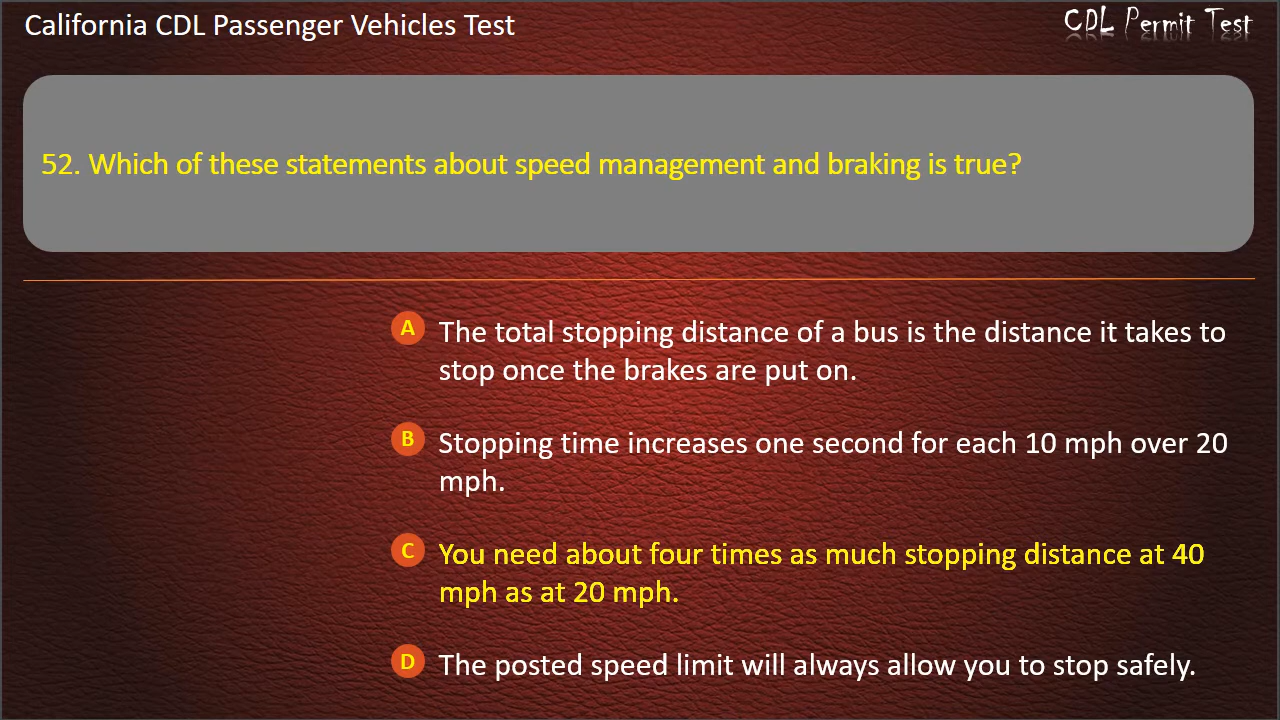 California CDL Passenger Vehicles Test
CDL Permit Test
52. Which of these statements about speed management and braking is true?
A The total stopping distance of a bus is the distance it takes to
stop once the brakes are put on.
B Stopping time increases one second for each 10 mph over 20
mph.
C You need about four times as much stopping distance at 40
mph as at 20 mph.
D The posted speed limit will always allow you to stop safely.